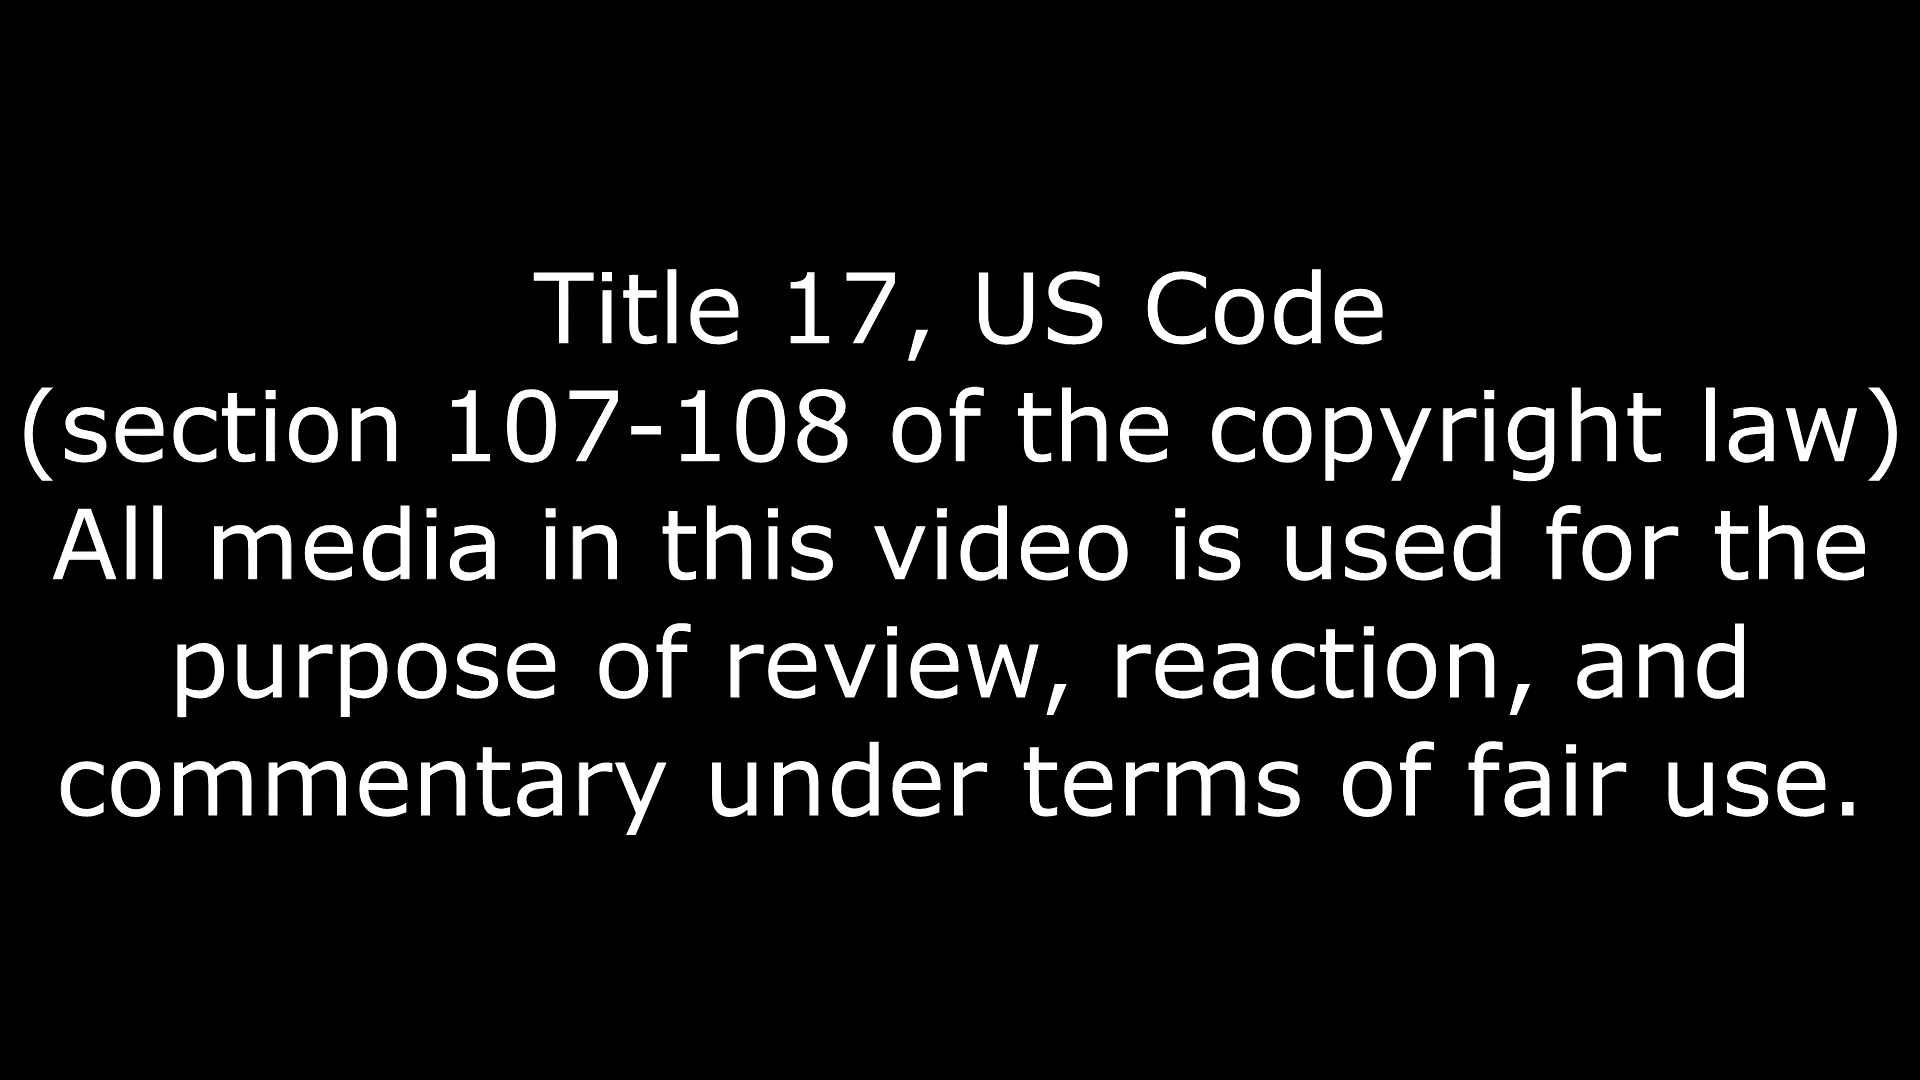 Title 17, US Code
(section 107-108 of the copyright law)
All media in this video is used for the
purpose of review, reaction, and
commentary under terms of fair use.